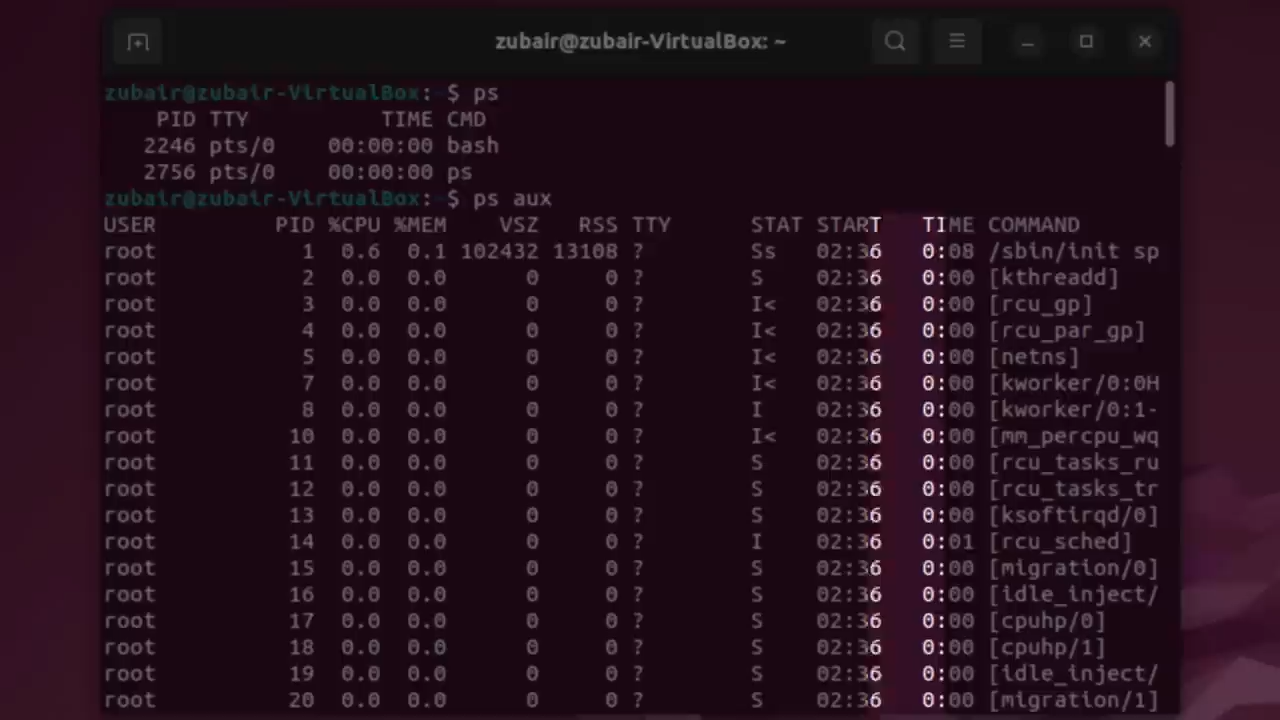 zubair@zubair-VirtualBox: ~
zubair@zubair-VirtualBox:~$ ps
PID TTY TIME CMD
2246 pts/0 00:00:00 bash
2756 pts/0 00:00:00 ps
zubair@zubair-VirtualBox:~$ ps aux
USER PID %CPU %MEM VSZ RSS TTY STAT START TIME COMMAND
root 1 0.6 0.1 102432 13108 ? Ss 02:36 0:08 /sbin/init sp
root 2 0.0 0.0 0 0 ? S 02:36 0:00 [kthreadd]
root 3 0.0 0.0 0 0 ? I< 02:36 0:00 [rcu_gp]
root 4 0.0 0.0 0 0 ? I< 02:36 0:00 [rcu_par_gp]
root 5 0.0 0.0 0 0 ? I< 02:36 0:00 [netns]
root 7 0.0 0.0 0 0 ? I< 02:36 0:00 [kworker/0:0H
root 8 0.0 0.0 0 0 ? I 02:36 0:00 [kworker/0:1-
root 10 0.0 0.0 0 0 ? I< 02:36 0:00 [mm_percpu_wq
root 11 0.0 0.0 0 0 ? S 02:36 0:00 [rcu_tasks_ru
root 12 0.0 0.0 0 0 ? S 02:36 0:00 [rcu_tasks_tr
root 13 0.0 0.0 0 0 ? S 02:36 0:00 [ksoftirqd/0]
root 14 0.0 0.0 0 0 ? I 02:36 0:01 [rcu_sched]
root 15 0.0 0.0 0 0 ? S 02:36 0:00 [migration/0]
root 16 0.0 0.0 0 0 ? S 02:36 0:00 [idle_inject/
root 17 0.0 0.0 0 0 ? S 02:36 0:00 [cpuhp/0]
root 18 0.0 0.0 0 0 ? S 02:36 0:00 [cpuhp/1]
root 19 0.0 0.0 0 0 ? S 02:36 0:00 [idle_inject/
root 20 0.0 0.0 0 0 ? S 02:36 0:00 [migration/1]